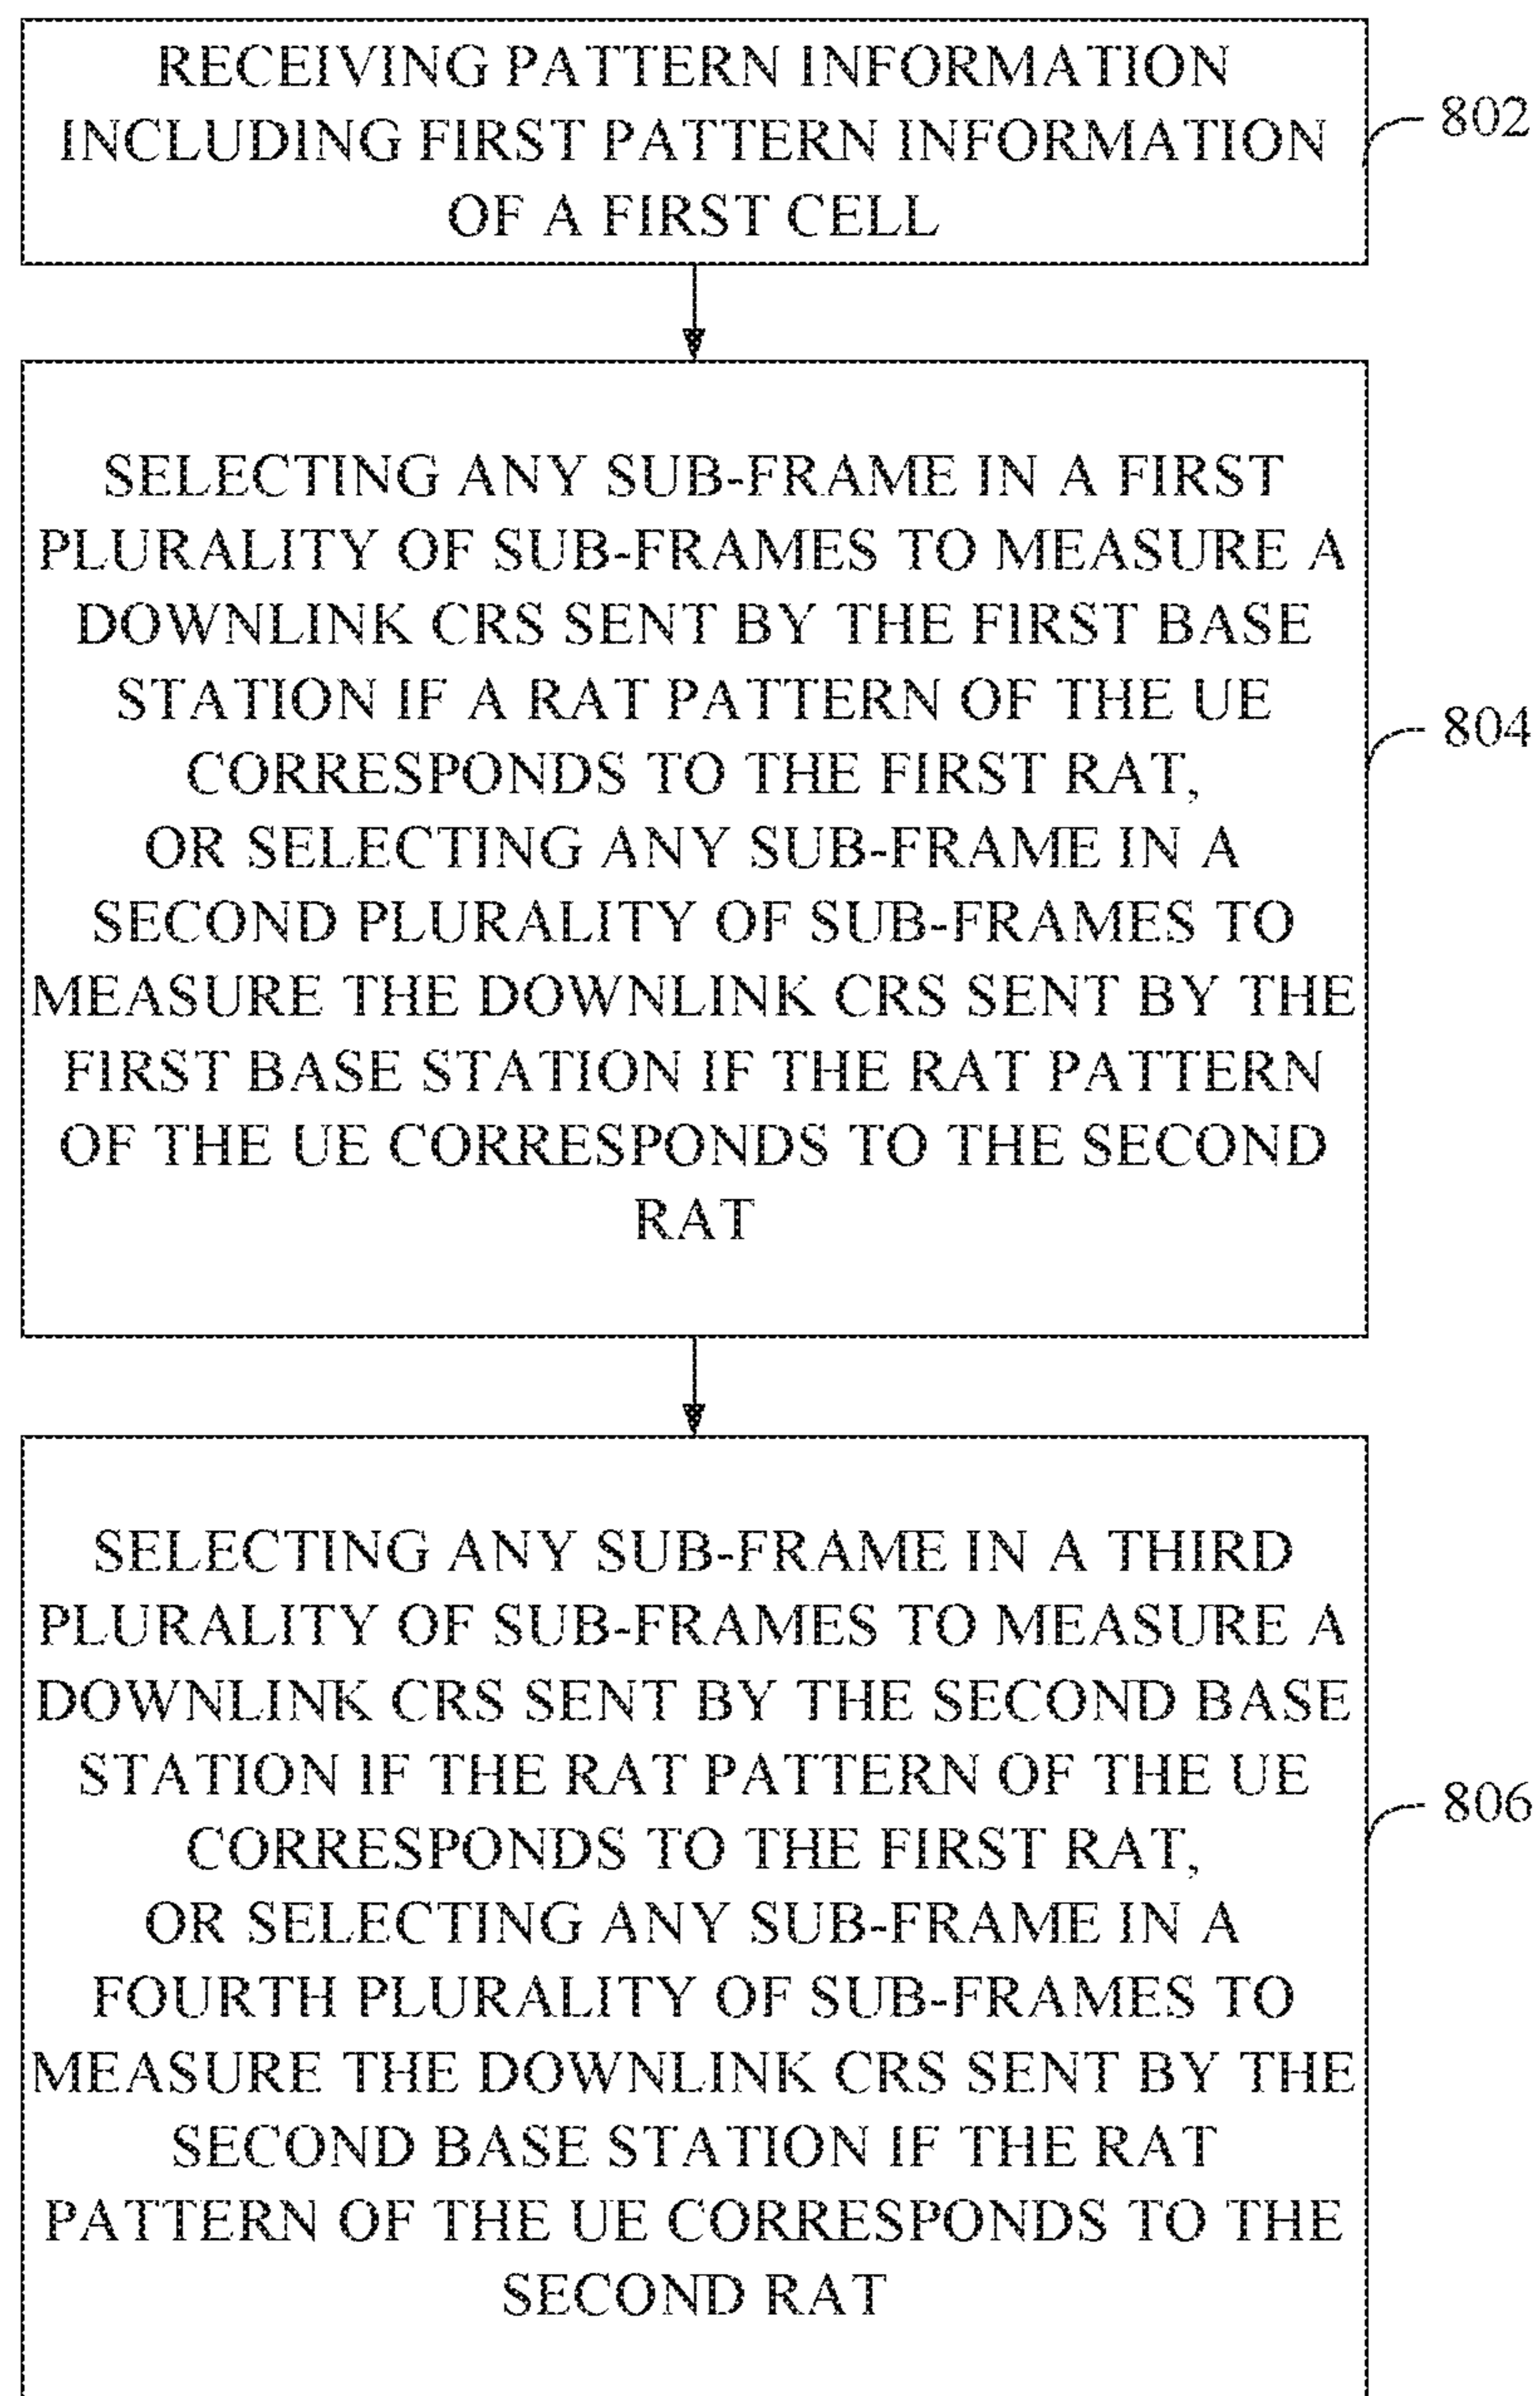 RECEIVING PATTERN INFORMATION
INCLUDING FIRST PATTERN INFORMATION
OF A FIRST CELL
802
SELECTING ANY SUB-FRAME IN A FIRST
PLURALITY OF SUB-FRAMES TO MEASURE A
DOWNLINK CRS SENT BY THE FIRST BASE
STATION IF A RAT PATTERN OF THE UE
CORRESPONDS TO THE FIRST RAT,
OR SELECTING ANY SUB-FRAME IN A
SECOND PLURALITY OF SUB-FRAMES TO
MEASURE THE DOWNLINK CRS SENT BY THE
FIRST BASE STATION IF THE RAT PATTERN
OF THE UE CORRESPONDS TO THE SECOND
RAT
804
SELECTING ANY SUB-FRAME IN A THIRD
PLURALITY OF SUB-FRAMES TO MEASURE A
DOWNLINK CRS SENT BY THE SECOND BASE
STATION IF THE RAT PATTERN OF THE UE
CORRESPONDS TO THE FIRST RAT,
OR SELECTING ANY SUB-FRAME IN A
FOURTH PLURALITY OF SUB-FRAMES TO
MEASURE THE DOWNLINK CRS SENT BY THE
SECOND BASE STATION IF THE RAT
PATTERN OF THE UE CORRESPONDS TO THE
SECOND RAT
806